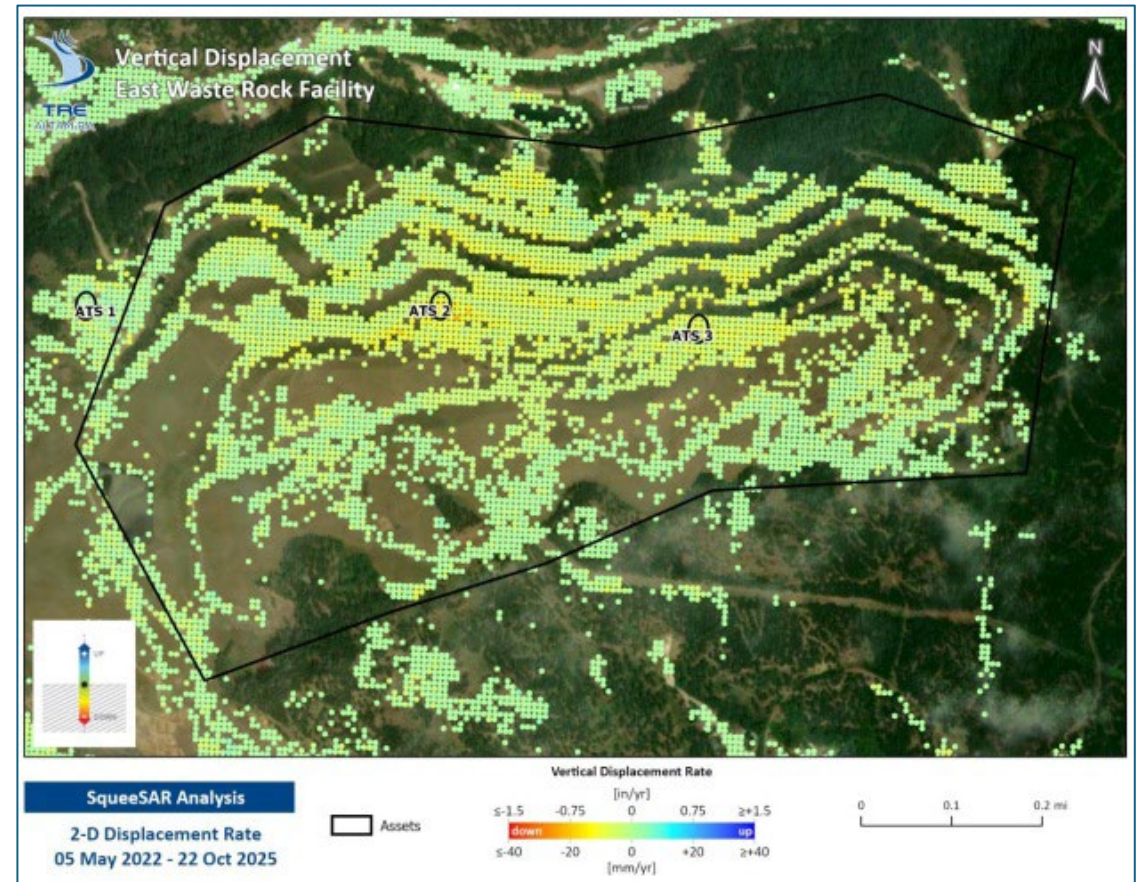 Vertical Displacement
East Waste Rock Facility
TRE
ALTAMIRA
N
ATS 1
ATS 2
ATS 3
UP
DOWN
SqueeSAR Analysis
2-D Displacement Rate
05 May 2022 - 22 Oct 2025
Assets
Vertical Displacement Rate
[in/yr]
≤-1.5 -0.75 0 0.75 ≥+1.5
down up
≤-40 -20 0 +20 ≥+40
[mm/yr]
0 0.1 0.2 mi